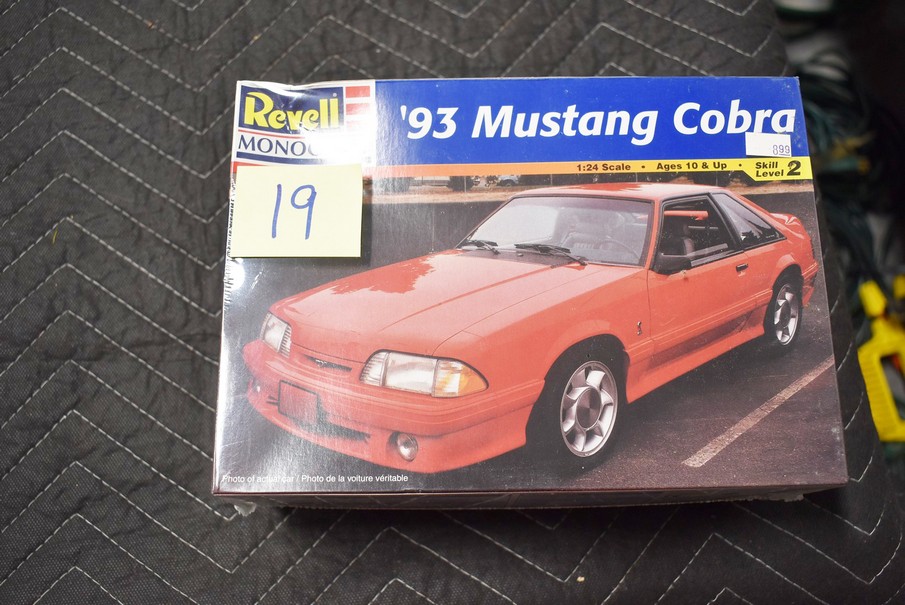 Revell
MONO
'93 Mustang Cobra
899
1:24 Scale • Ages 10 & Up • Skill Level 2
19
Photo of actual car / Photo de la voiture véritable